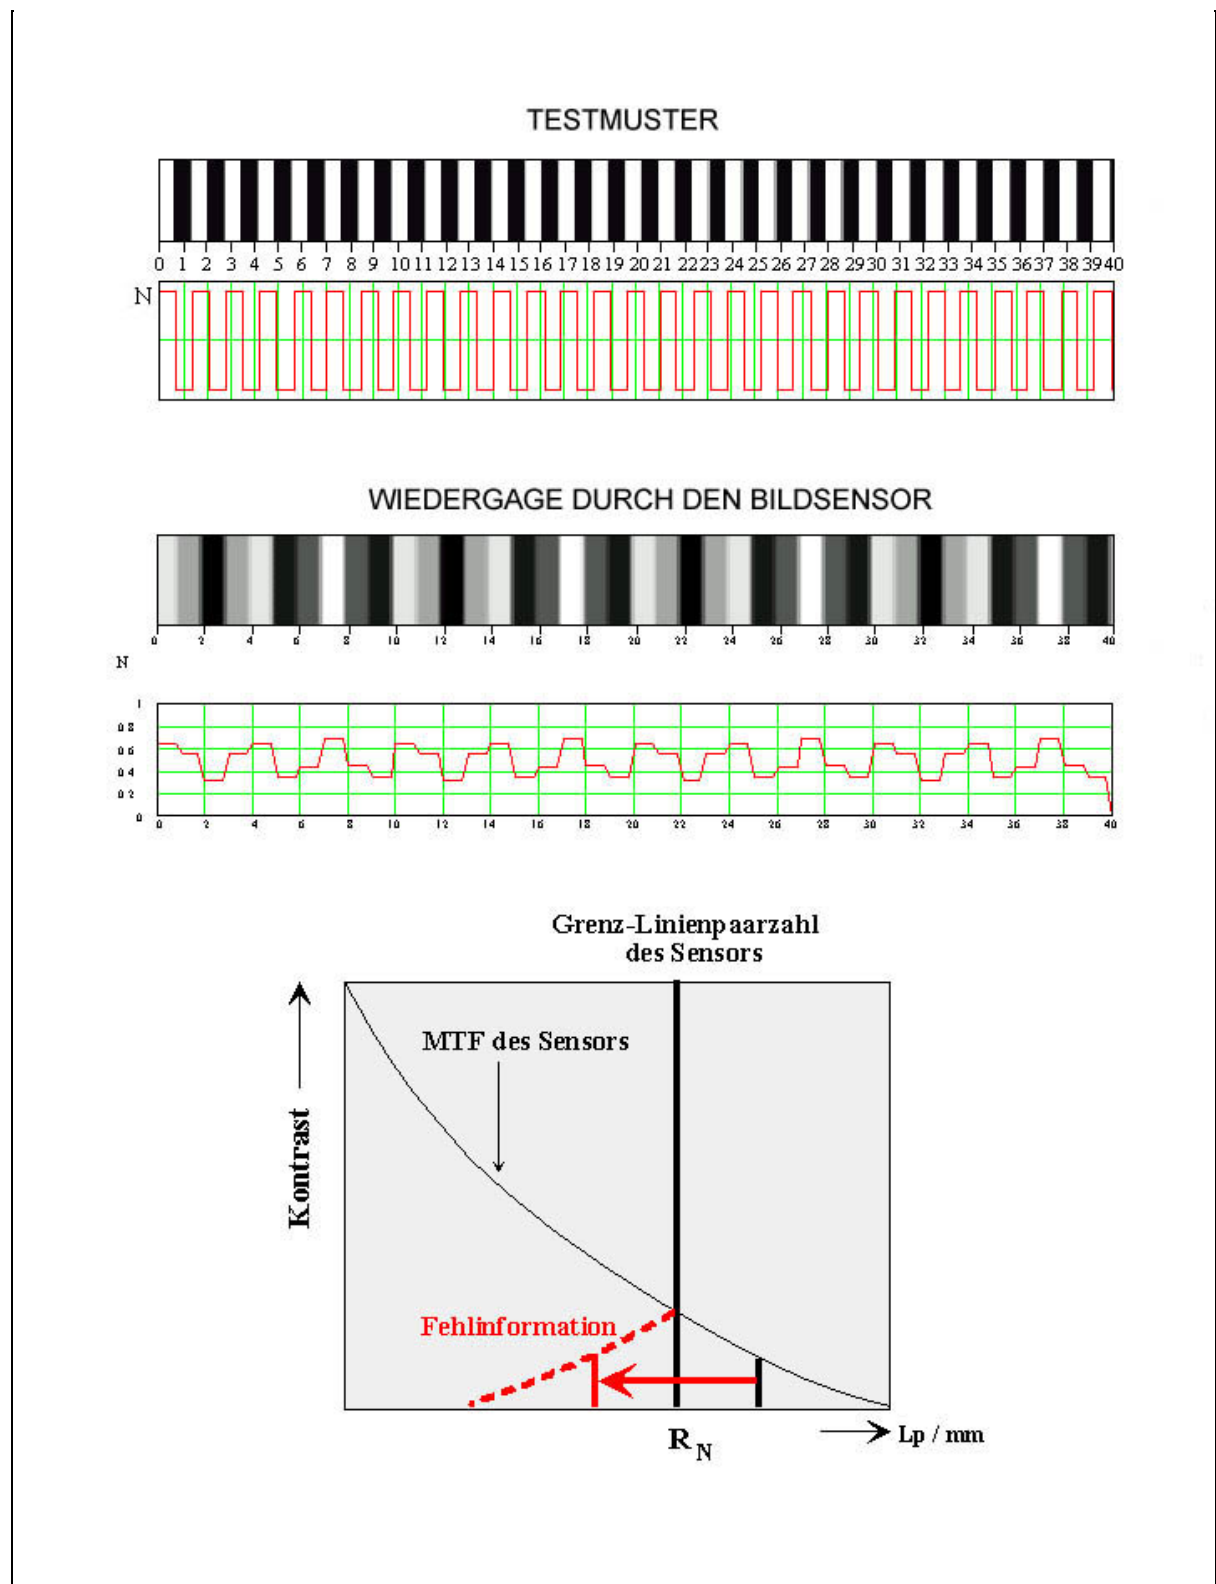 TESTMUSTER
0 1 2 3 4 5 6 7 8 9 10 11 12 13 14 15 16 17 18 19 20 21 22 23 24 25 26 27 28 29 30 31 32 33 34 35 36 37 38 39 40
N
WIEDERGAGE DURCH DEN BILDSENSOR
0 2 4 6 8 10 12 14 16 18 20 22 24 26 28 30 32 34 36 38 40
N
1
0 8
0 6
0 4
0 2
0
0 2 4 6 8 10 12 14 16 18 20 22 24 26 28 30 32 34 36 38 40
Grenz-Linienpaarzahl
des Sensors
MTF des Sensors
Kontrast
Fehlinformation
R N
Lp / mm